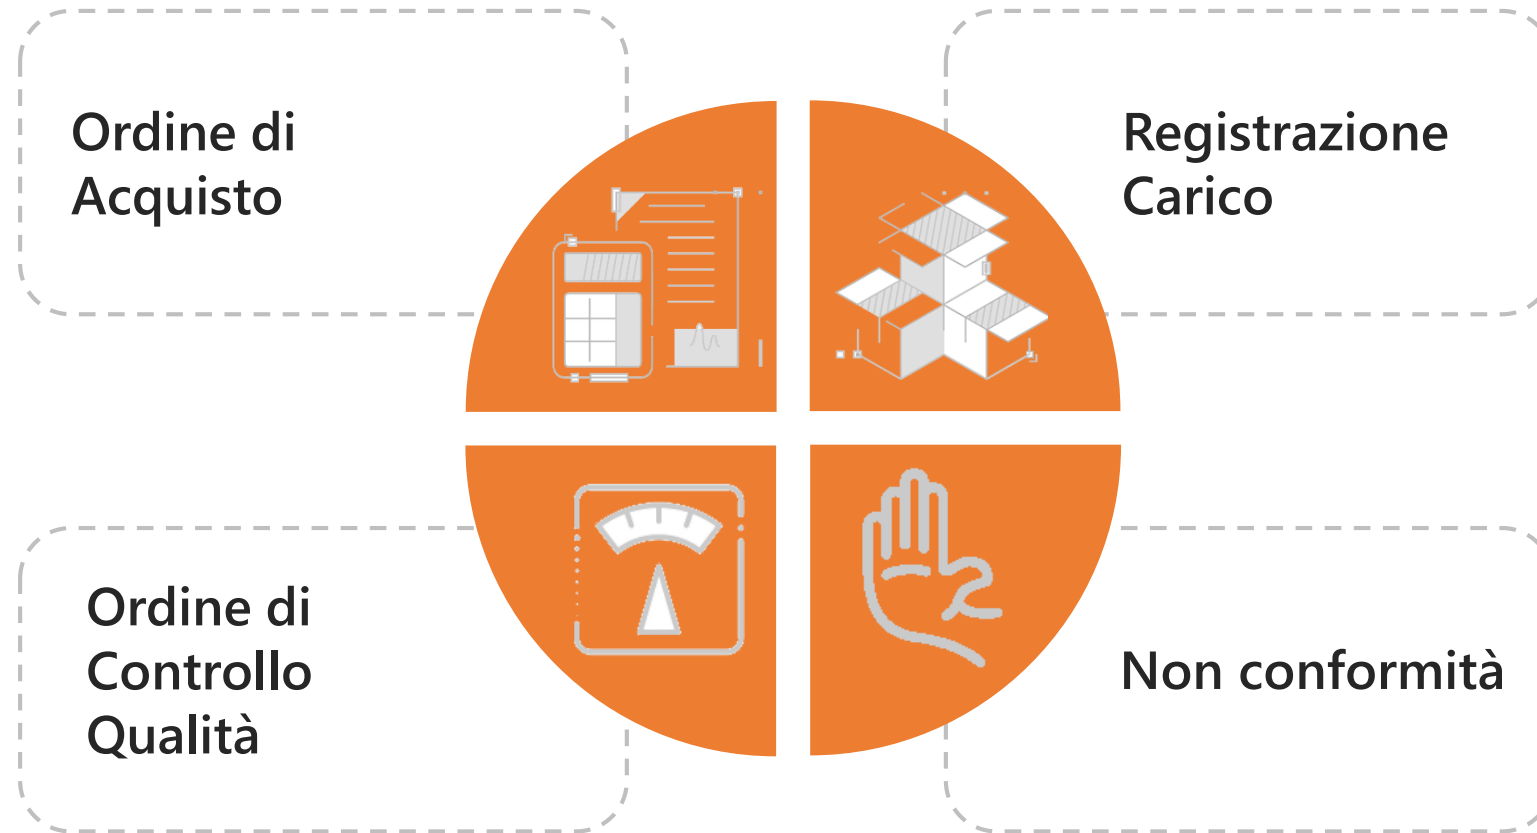 Ordine di
Acquisto
Registrazione
Carico
Ordine di
Controllo
Qualità
Non conformità